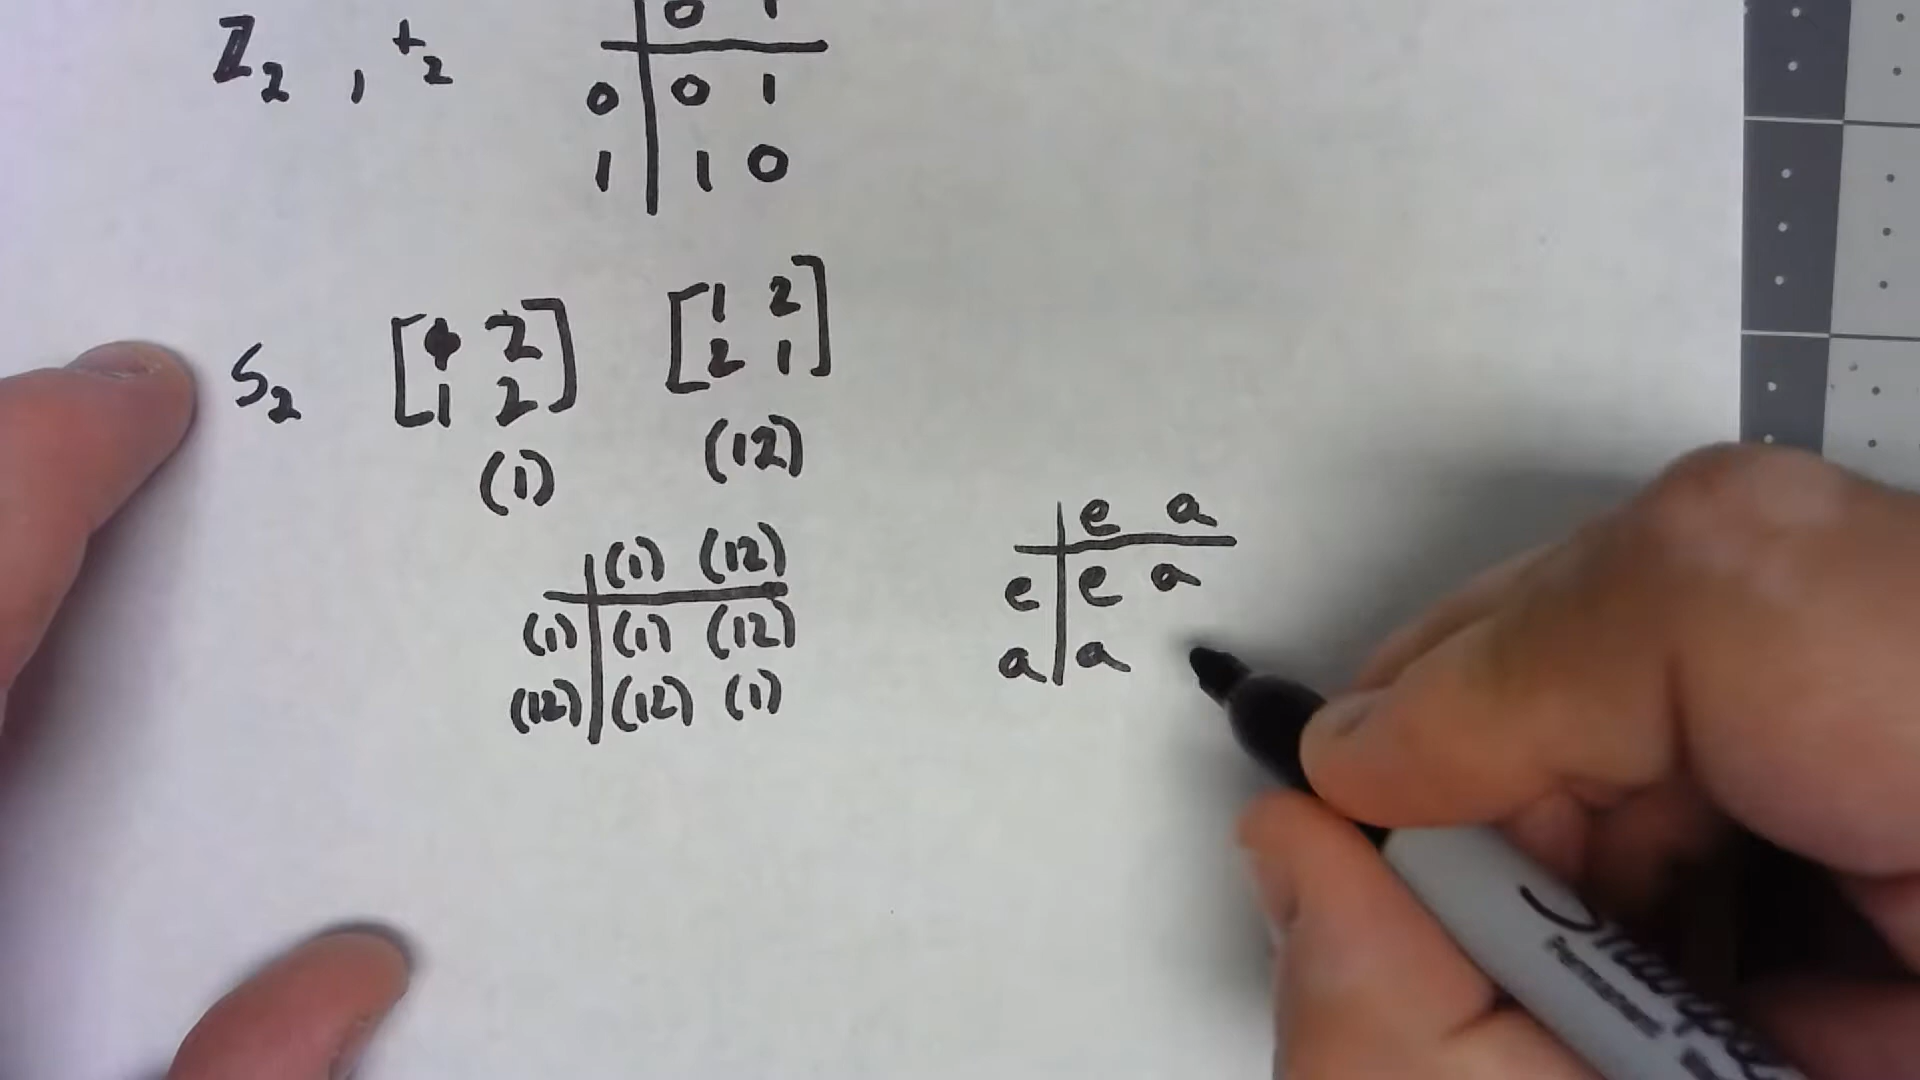 ℤ₂ , +₂
0 1
0 0 1
1 1 0
S₂
[1 2]
[1 2]
[1 2]
[2 1]
(1) (12)
(1) (12)
(1) (1) (12)
(12) (12) (1)
e a
e e a
a a
Sharpie